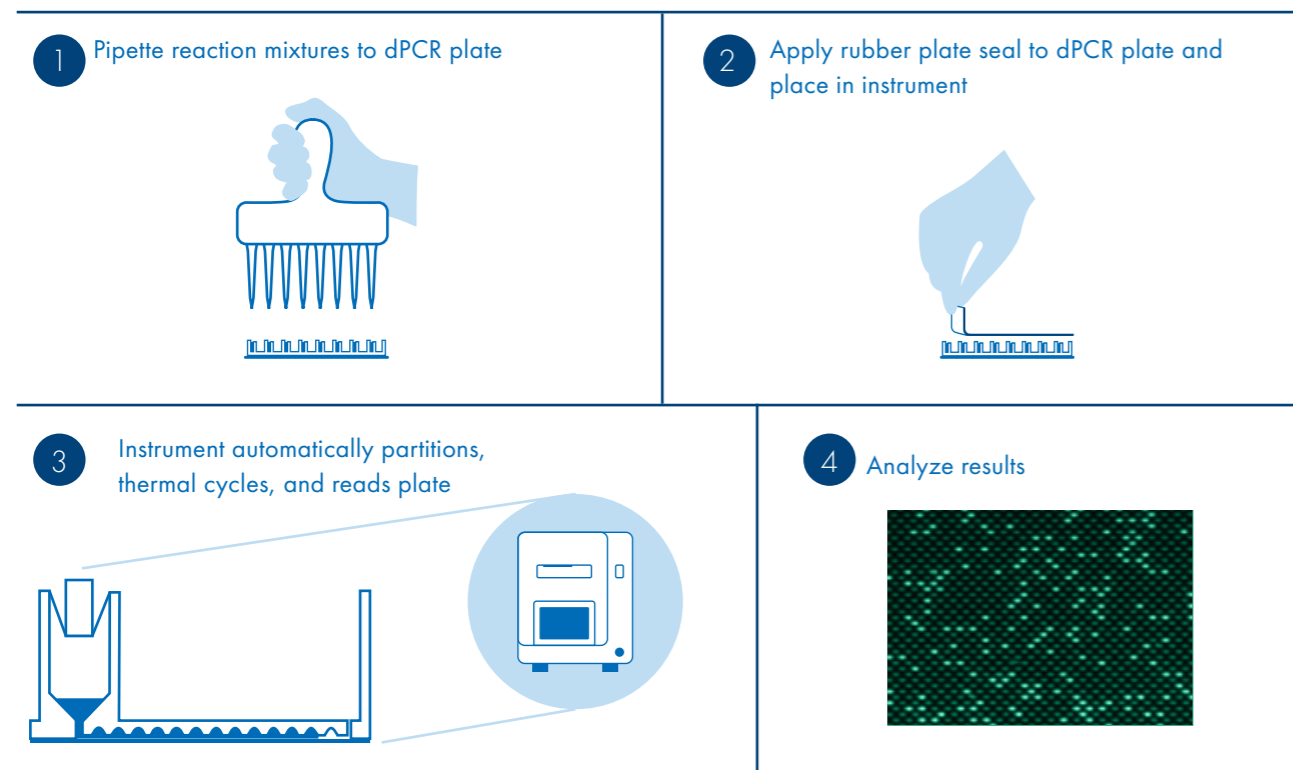 1
Pipette reaction mixtures to dPCR plate
2
Apply rubber plate seal to dPCR plate and
place in instrument
3
Instrument automatically partitions,
thermal cycles, and reads plate
4
Analyze results